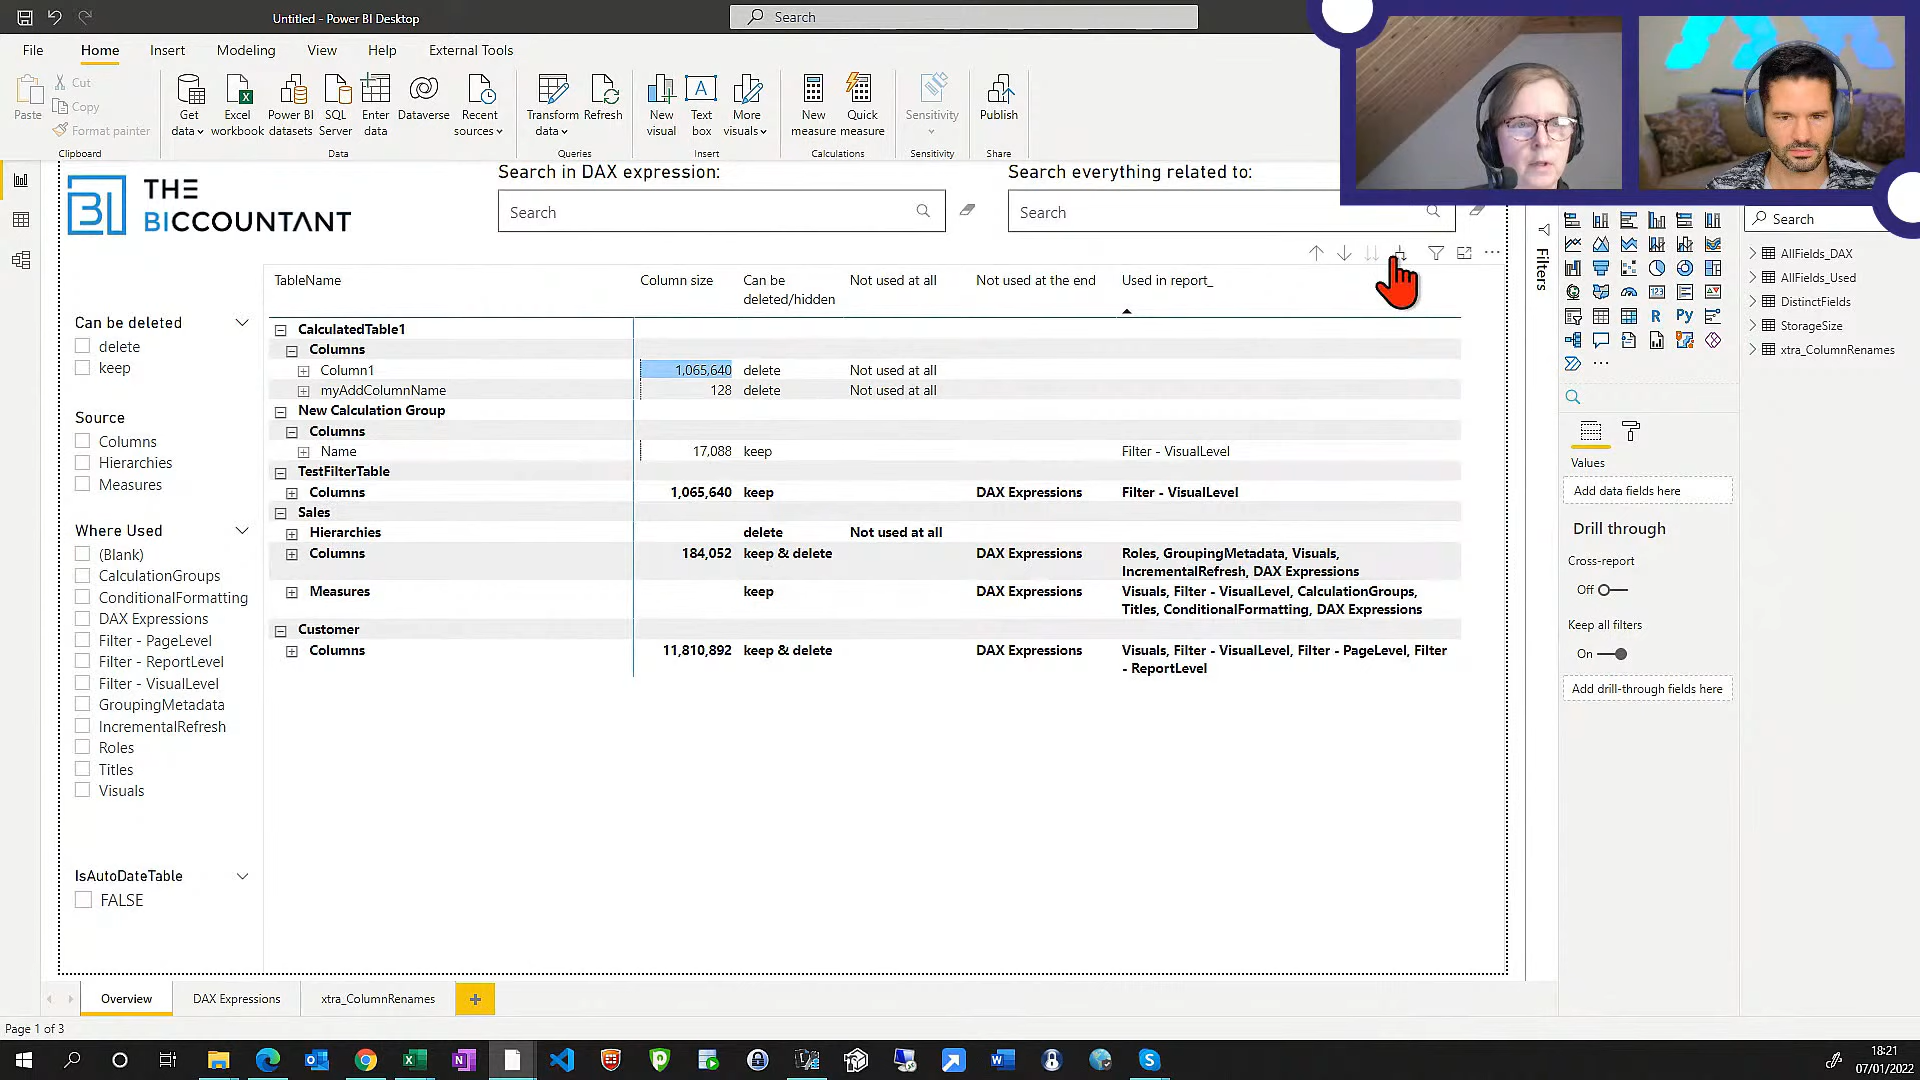 Untitled - Power BI Desktop
Search
File
Home
Insert
Modeling
View
Help
External Tools
Paste
Cut
Copy
Format painter
Clipboard
Get data
Excel workbook
Power BI datasets
SQL Server
Enter data
Dataverse
Recent sources
Data
Transform data
Refresh
Queries
New visual
Text box
More visuals
Insert
New measure
Quick measure
Calculations
Sensitivity
Sensitivity
Publish
Share
THE
BICCOUNTANT
Search in DAX expression:
Search
Search everything related to:
Search
Can be deleted
delete
keep
Source
Columns
Hierarchies
Measures
Where Used
(Blank)
CalculationGroups
ConditionalFormatting
DAX Expressions
Filter - PageLevel
Filter - ReportLevel
Filter - VisualLevel
GroupingMetadata
IncrementalRefresh
Roles
Titles
Visuals
IsAutoDateTable
FALSE
TableName Column size Can be deleted/hidden Not used at all Not used at the end Used in report_
CalculatedTable1
Columns
Column1 1,065,640 delete Not used at all
myAddColumnName 128 delete Not used at all
New Calculation Group
Columns
Name 17,088 keep Filter - VisualLevel
TestFilterTable
Columns 1,065,640 keep DAX Expressions Filter - VisualLevel
Sales
Hierarchies delete Not used at all
Columns 184,052 keep & delete DAX Expressions Roles, GroupingMetadata, Visuals,
IncrementalRefresh, DAX Expressions
Measures keep DAX Expressions Visuals, Filter - VisualLevel, CalculationGroups,
Titles, ConditionalFormatting, DAX Expressions
Customer
Columns 11,810,892 keep & delete DAX Expressions Visuals, Filter - VisualLevel, Filter - PageLevel, Filter
- ReportLevel
Filters
R
Py
123
Values
Add data fields here
Drill through
Cross-report
Off
Keep all filters
On
Add drill-through fields here
Search
AllFields_DAX
AllFields_Used
DistinctFields
StorageSize
xtra_ColumnRenames
Overview
DAX Expressions
xtra_ColumnRenames
Page 1 of 3
18:21
07/01/2022